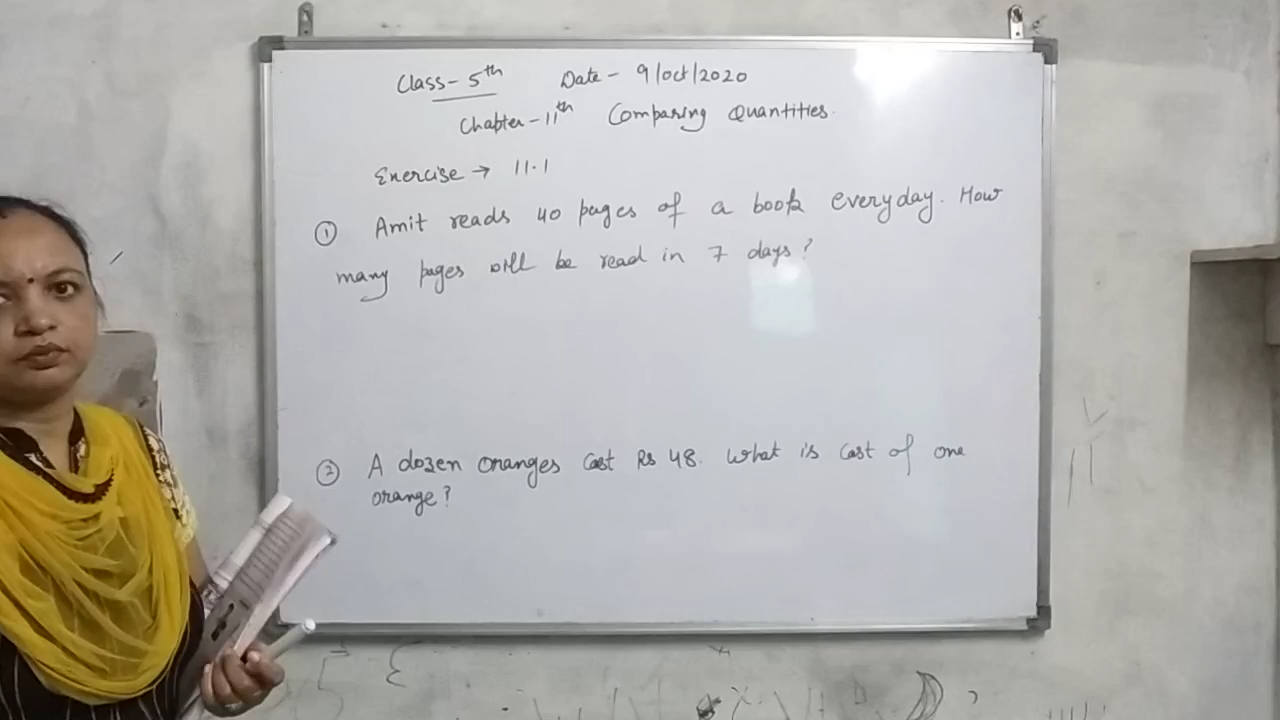 Class- 5th Date- 9/oct/2020
Chapter-11th Comparing Quantities.
Exercise → 11.1
① Amit reads 40 pages of a book everyday. How
many pages will be read in 7 days?
② A dozen oranges cost Rs 48. What is cost of one
orange?